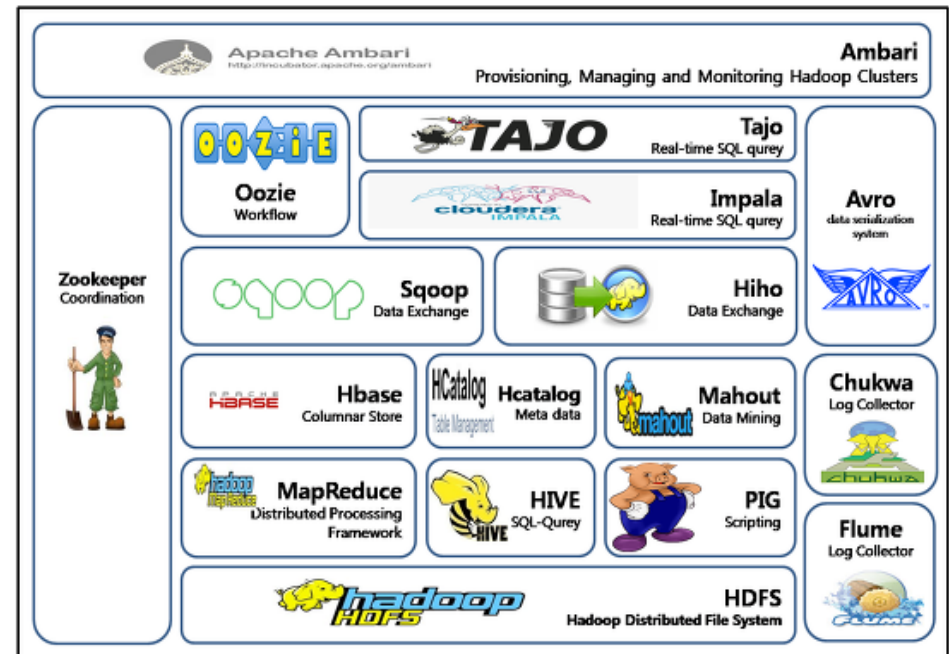 Apache Ambari
http://incubator.apache.org/ambari
Ambari
Provisioning, Managing and Monitoring Hadoop Clusters
Zookeeper
Coordination
OOZiE
Oozie
Workflow
TAJO
Tajo
Real-time SQL qurey
cloudera
IMPALA
Impala
Real-time SQL qurey
Avro
data serialization
system
AVRO
TM
sqoop
Sqoop
Data Exchange
Hiho
Data Exchange
APACHE
HBASE
Hbase
Columnar Store
HCatalog
Table Management
Hcatalog
Meta data
mahout
Mahout
Data Mining
Chukwa
Log Collector
chukwa
hadoop
MapReduce
MapReduce
Distributed Processing
Framework
HIVE
HIVE
SQL-Qurey
PIG
Scripting
Flume
Log Collector
FLUME
hadoop
HDFS
HDFS
Hadoop Distributed File System